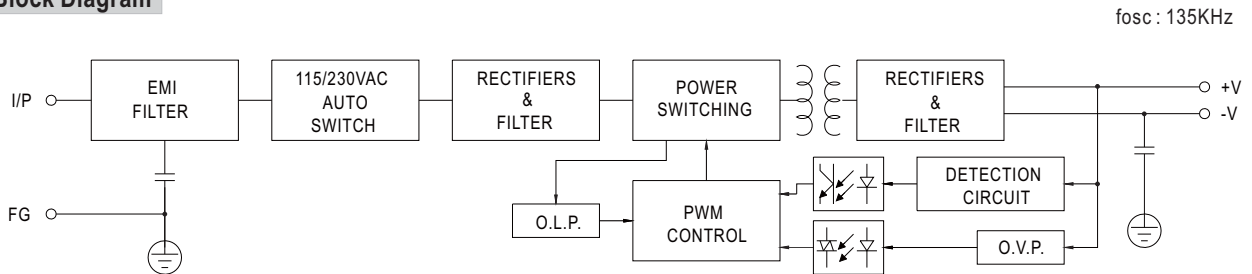 Block Diagram
fosc : 135KHz
I/P
EMI
FILTER
115/230VAC
AUTO
SWITCH
RECTIFIERS
&
FILTER
POWER
SWITCHING
RECTIFIERS
&
FILTER
+V
-V
FG
O.L.P.
PWM
CONTROL
DETECTION
CIRCUIT
O.V.P.